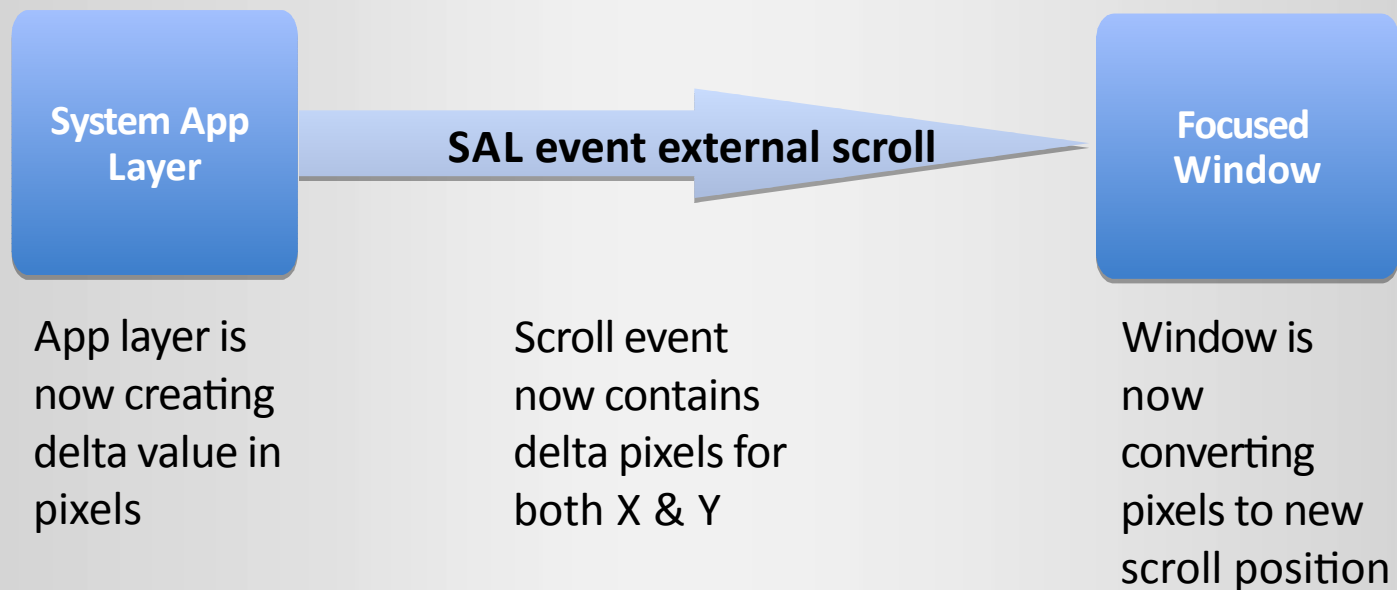 System App
Layer
SAL event external scroll
Focused
Window
App layer is
now creating
delta value in
pixels
Scroll event
now contains
delta pixels for
both X & Y
Window is
now
converting
pixels to new
scroll position